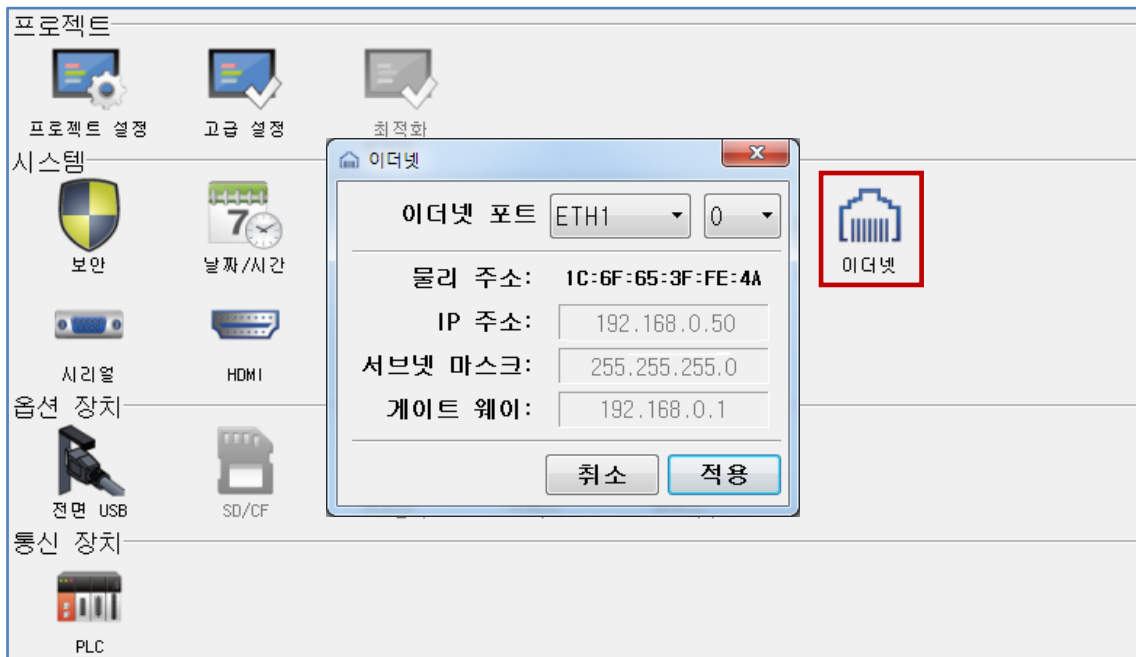 프로젝트
프로젝트 설정
고급 설정
최적화
시스템
보안
날짜/시간
이더넷
시리얼
HDMI
옵션 장치
전면 USB
SD/CF
통신 장치
PLC
이더넷
이더넷 포트 ETH1 0
물리 주소: 1C:6F:65:3F:FE:4A
IP 주소: 192.168.0.50
서브넷 마스크: 255.255.255.0
게이트 웨이: 192.168.0.1
취소 적용